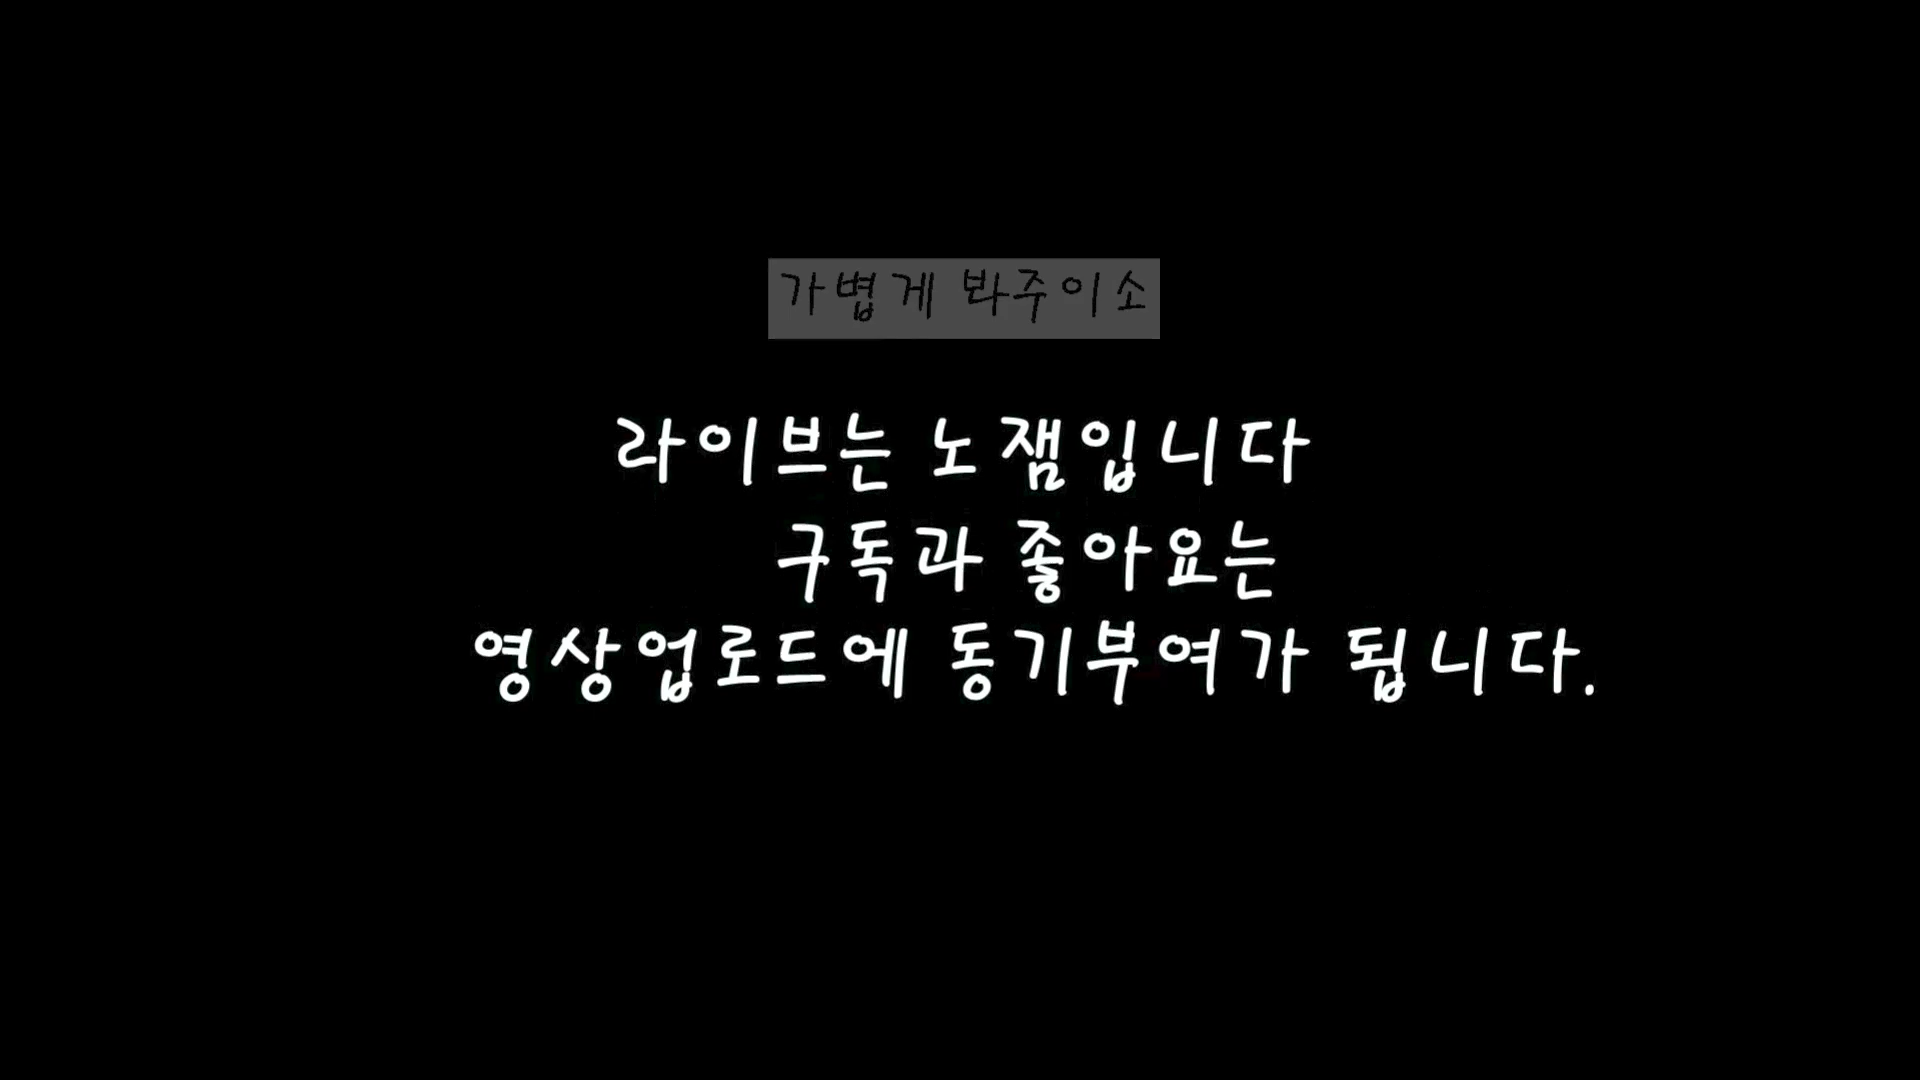 가볍게 봐주이소
라이브는 노잼입니다
구독과 좋아요는
영상업로드에 동기부여가 됩니다.